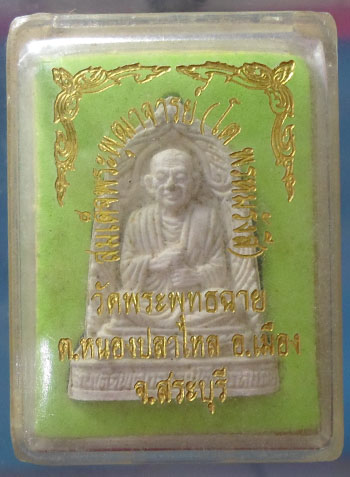 สมเด็จพระพุฒาจารย์ (โต พรหมรังสี)
วัดพระพุทธฉาย
ต.หนองปลาไหล อ.เมือง
จ.สระบุรี